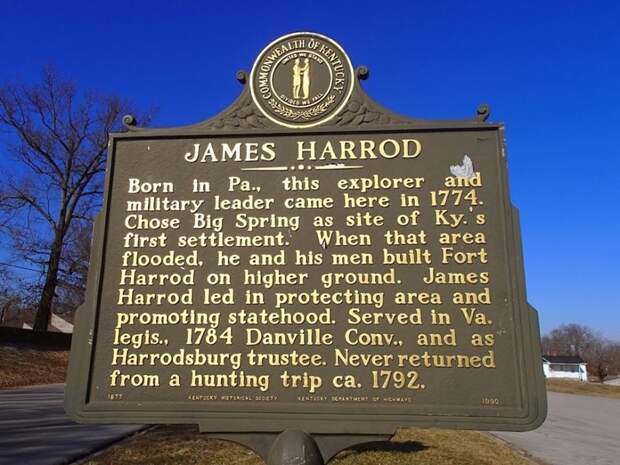 COMMONWEALTH OF KENTUCKY
UNITED WE STAND
DIVIDED WE FALL
JAMES HARROD
Born in Pa., this explorer and
military leader came here in 1774.
Chose Big Spring as site of Ky.'s
first settlement. When that area
flooded, he and his men built Fort
Harrod on higher ground. James
Harrod led in protecting area and
promoting statehood. Served in Va.
legis., 1784 Danville Conv., and as
Harrodsburg trustee. Never returned
from a hunting trip ca. 1792.
1877 KENTUCKY HISTORICAL SOCIETY KENTUCKY DEPARTMENT OF HIGHWAYS 1990